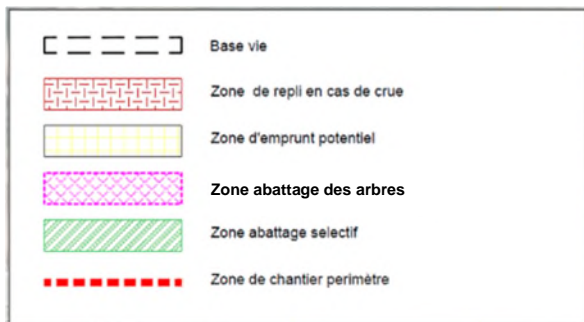 Base vie
Zone de repli en cas de crue
Zone d'emprunt potentiel
Zone abattage des arbres
Zone abattage selectif
Zone de chantier perimètre